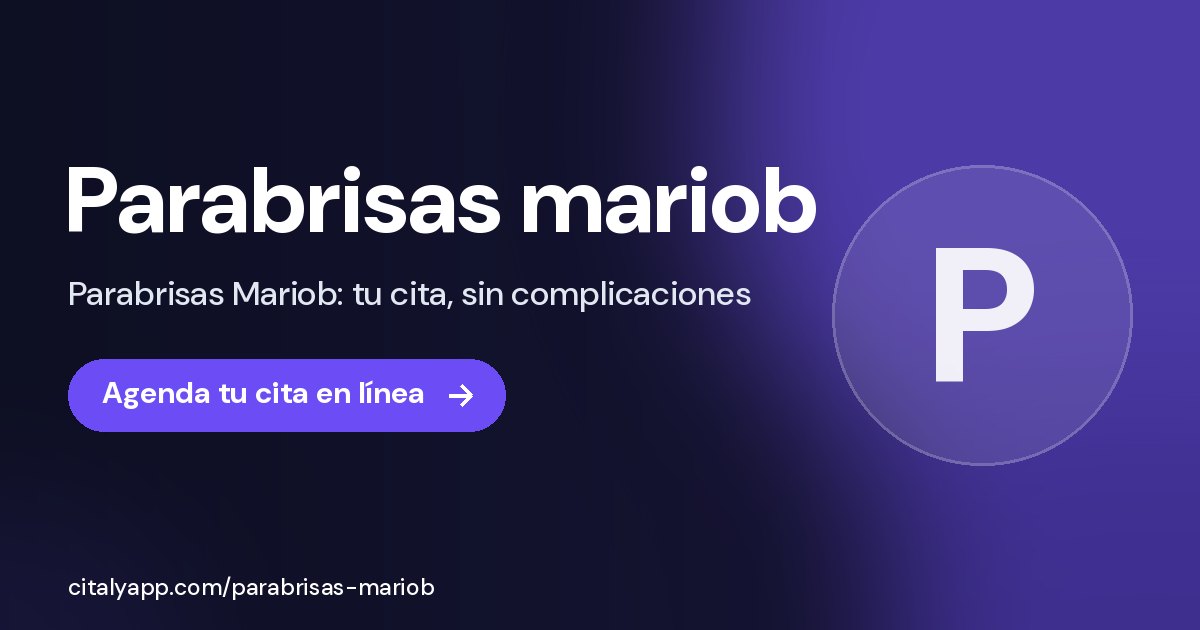 Parabrisas mariob
Parabrisas Mariob: tu cita, sin complicaciones
Agenda tu cita en línea →
P
citalyapp.com/parabrisas-mariob